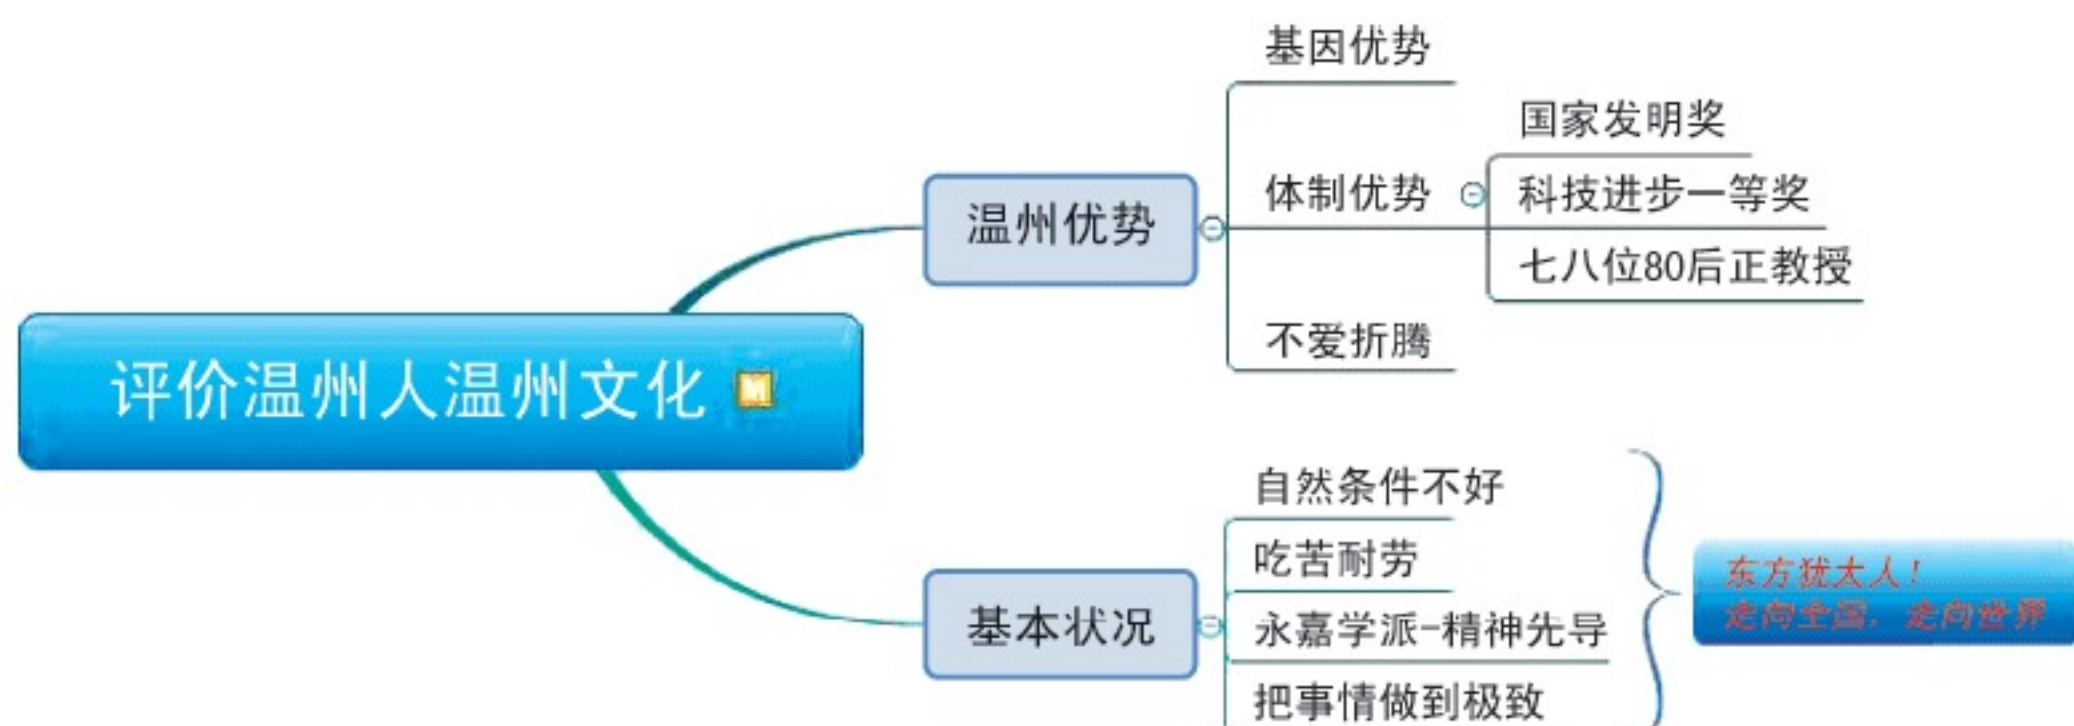 评价温州人温州文化
温州优势
基因优势
体制优势
国家发明奖
科技进步一等奖
七八位80后正教授
不爱折腾
基本状况
自然条件不好
吃苦耐劳
永嘉学派-精神先导
把事情做到极致
东方犹太人！
走向全国，走向世界